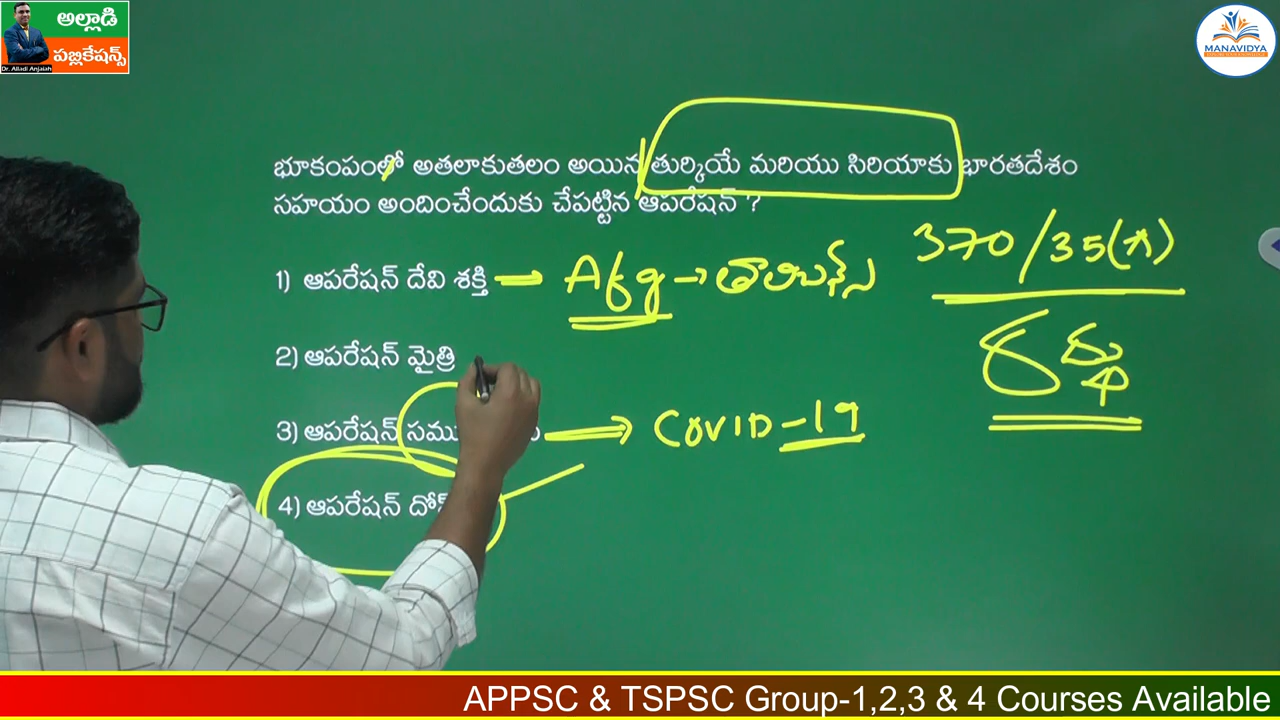 అల్లాడి
పబ్లికేషన్స్
Dr. Alladi Anjaiah
MANAVIDYA
భూకంపంలో అతలాకుతలం అయిన తుర్కియే మరియు సిరియాకు భారతదేశం
సహయం అందించేందుకు చేపట్టిన ఆపరేషన్ ?
370/35(A)
1) ఆపరేషన్ దేవి శక్తి → Afg → తాలిబన్స్
2) ఆపరేషన్ మైత్రి
3) ఆపరేషన్ → COVID-19
4) ఆపరేషన్
APPSC & TSPSC Group-1,2,3 & 4 Courses Available